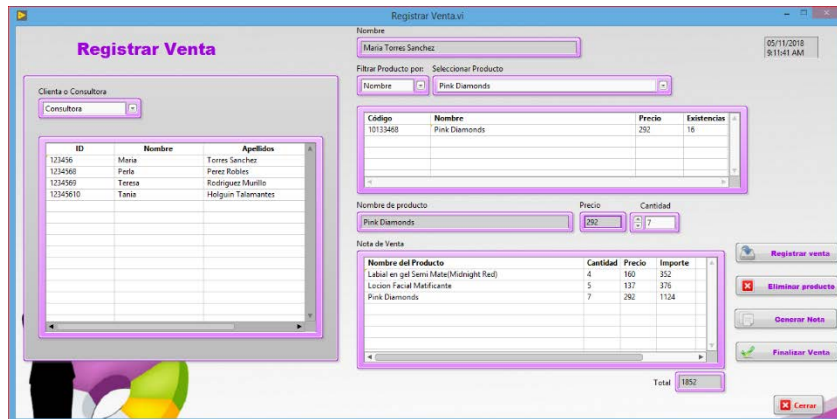 Registrar Venta.vi
Registrar Venta
05/11/2018
9:11:41 AM
Clienta o Consultora
Consultora
ID Nombre Apellidos
123456 Maria Torres Sanchez
1234568 Perla Perez Robles
1234569 Teresa Rodriguez Murillo
12345610 Tania Holguin Talamantes
Nombre
Maria Torres Sanchez
Filtrar Producto por: Seleccionar Producto
Nombre Pink Diamonds
Código Nombre Precio Existencias
10133468 Pink Diamonds 292 16
Nombre de producto Precio Cantidad
Pink Diamonds 292 7
Nota de Venta
Nombre del Producto Cantidad Precio Importe
Labial en gel Semi Mate(Midnight Red) 4 160 352
Locion Facial Matificante 5 137 376
Pink Diamonds 7 292 1124
Total 1852
Registrar venta
Eliminar producto
Generar Nota
Finalizar Venta
Cerrar